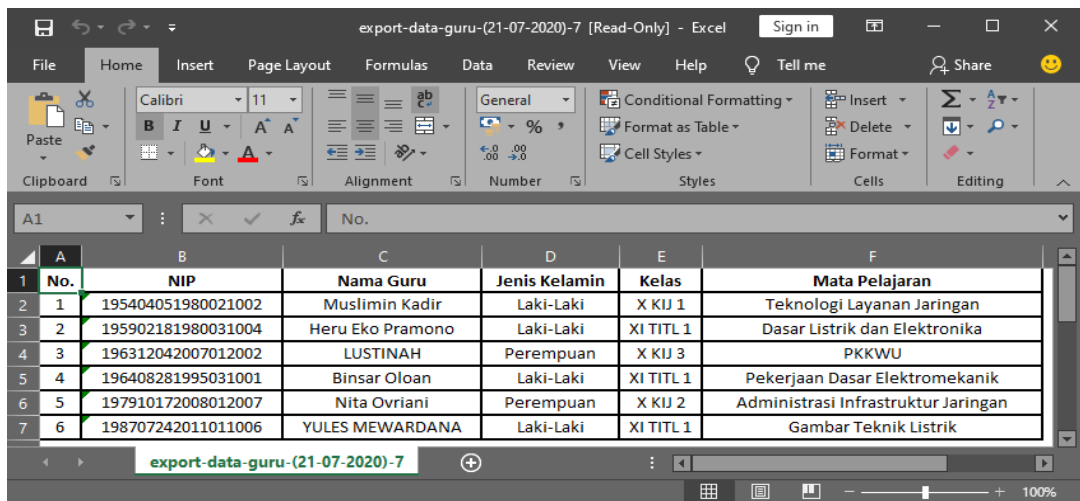 export-data-guru-(21-07-2020)-7 [Read-Only] - Excel Sign in
File Home Insert Page Layout Formulas Data Review View Help Tell me Share
Paste Calibri 11 General Conditional Formatting Insert Σ
B I U A A A ab % , Format as Table Delete
.00 .0 Cell Styles Format
Clipboard Font Alignment Number Styles Cells Editing
A1 fx No.
A B C D E F
1 No. NIP Nama Guru Jenis Kelamin Kelas Mata Pelajaran
2 1 195404051980021002 Muslimin Kadir Laki-Laki X KIJ 1 Teknologi Layanan Jaringan
3 2 195902181980031004 Heru Eko Pramono Laki-Laki XI TITL 1 Dasar Listrik dan Elektronika
4 3 196312042007012002 LUSTINAH Perempuan X KIJ 3 PKKWU
5 4 196408281995031001 Binsar Oloan Laki-Laki XI TITL 1 Pekerjaan Dasar Elektromekanik
6 5 197910172008012007 Nita Ovriani Perempuan X KIJ 2 Administrasi Infrastruktur Jaringan
7 6 198707242011011006 YULES MEWARDANA Laki-Laki XI TITL 1 Gambar Teknik Listrik
export-data-guru-(21-07-2020)-7
100%